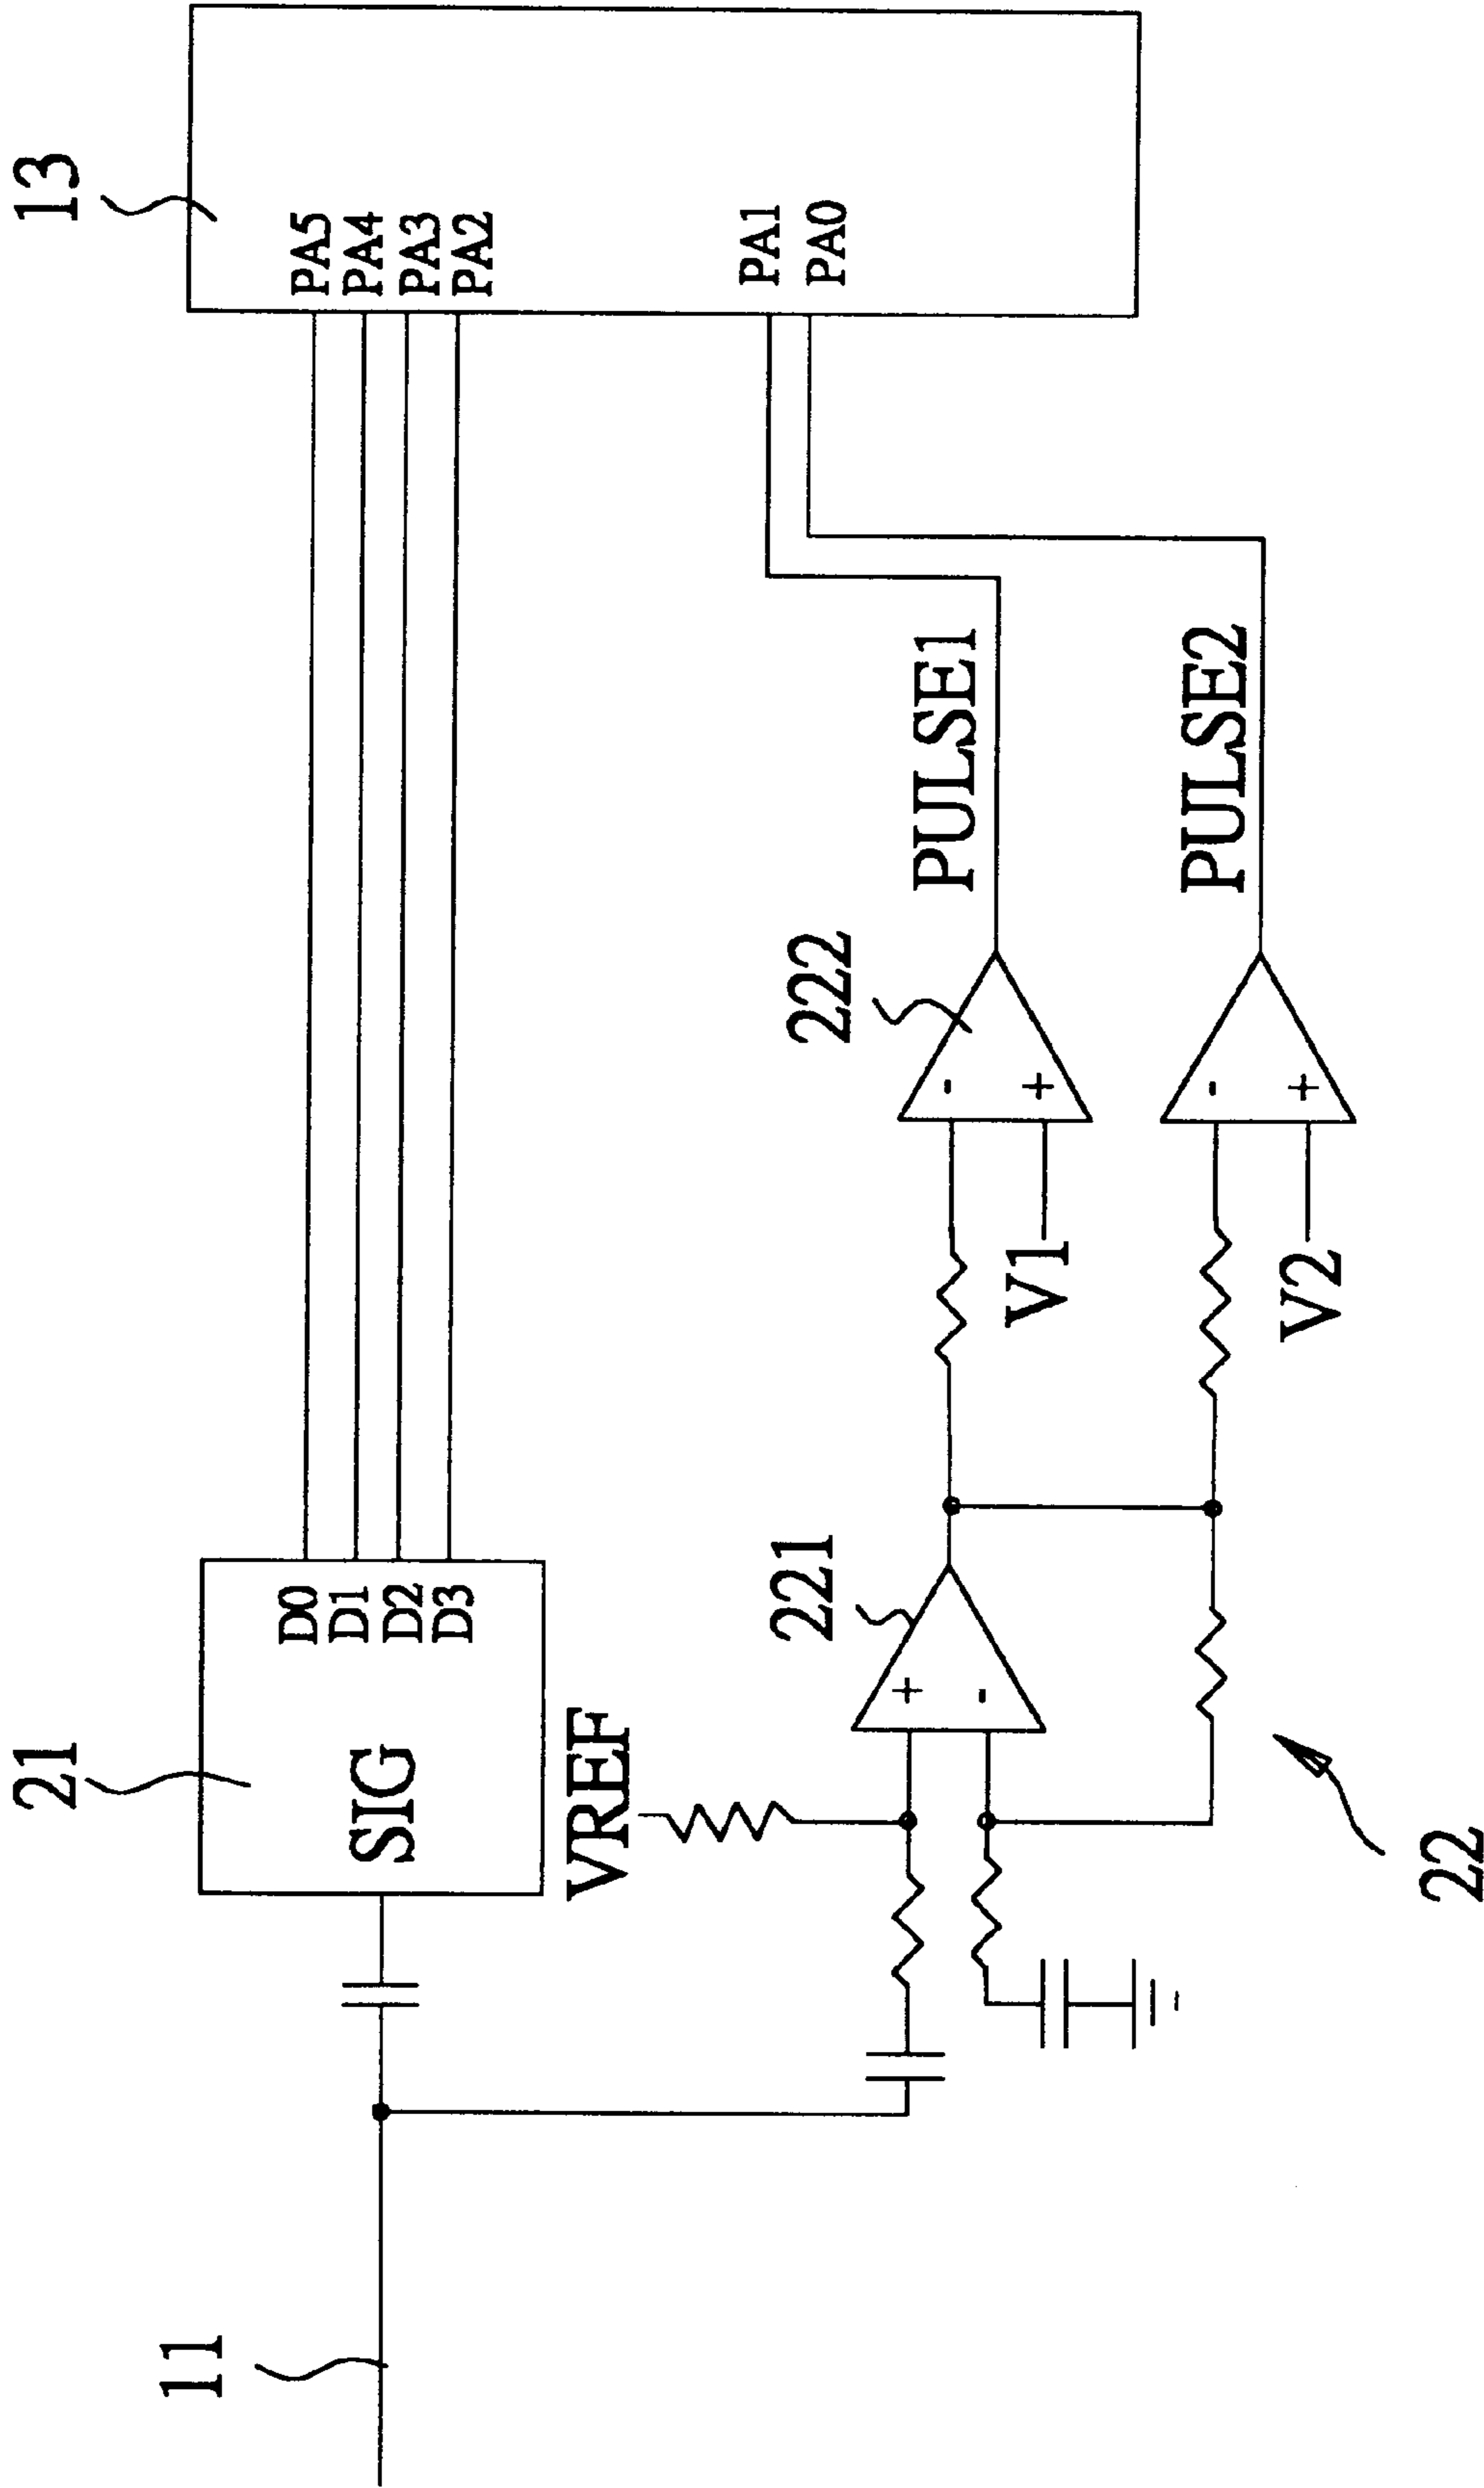 11
21
13
SIG
D0
D1
D2
D3
PA5
PA4
PA3
PA2
PA1
PA0
VREF
221
+
-
222
-
+
V1
PULSE1
-
+
V2
PULSE2
22